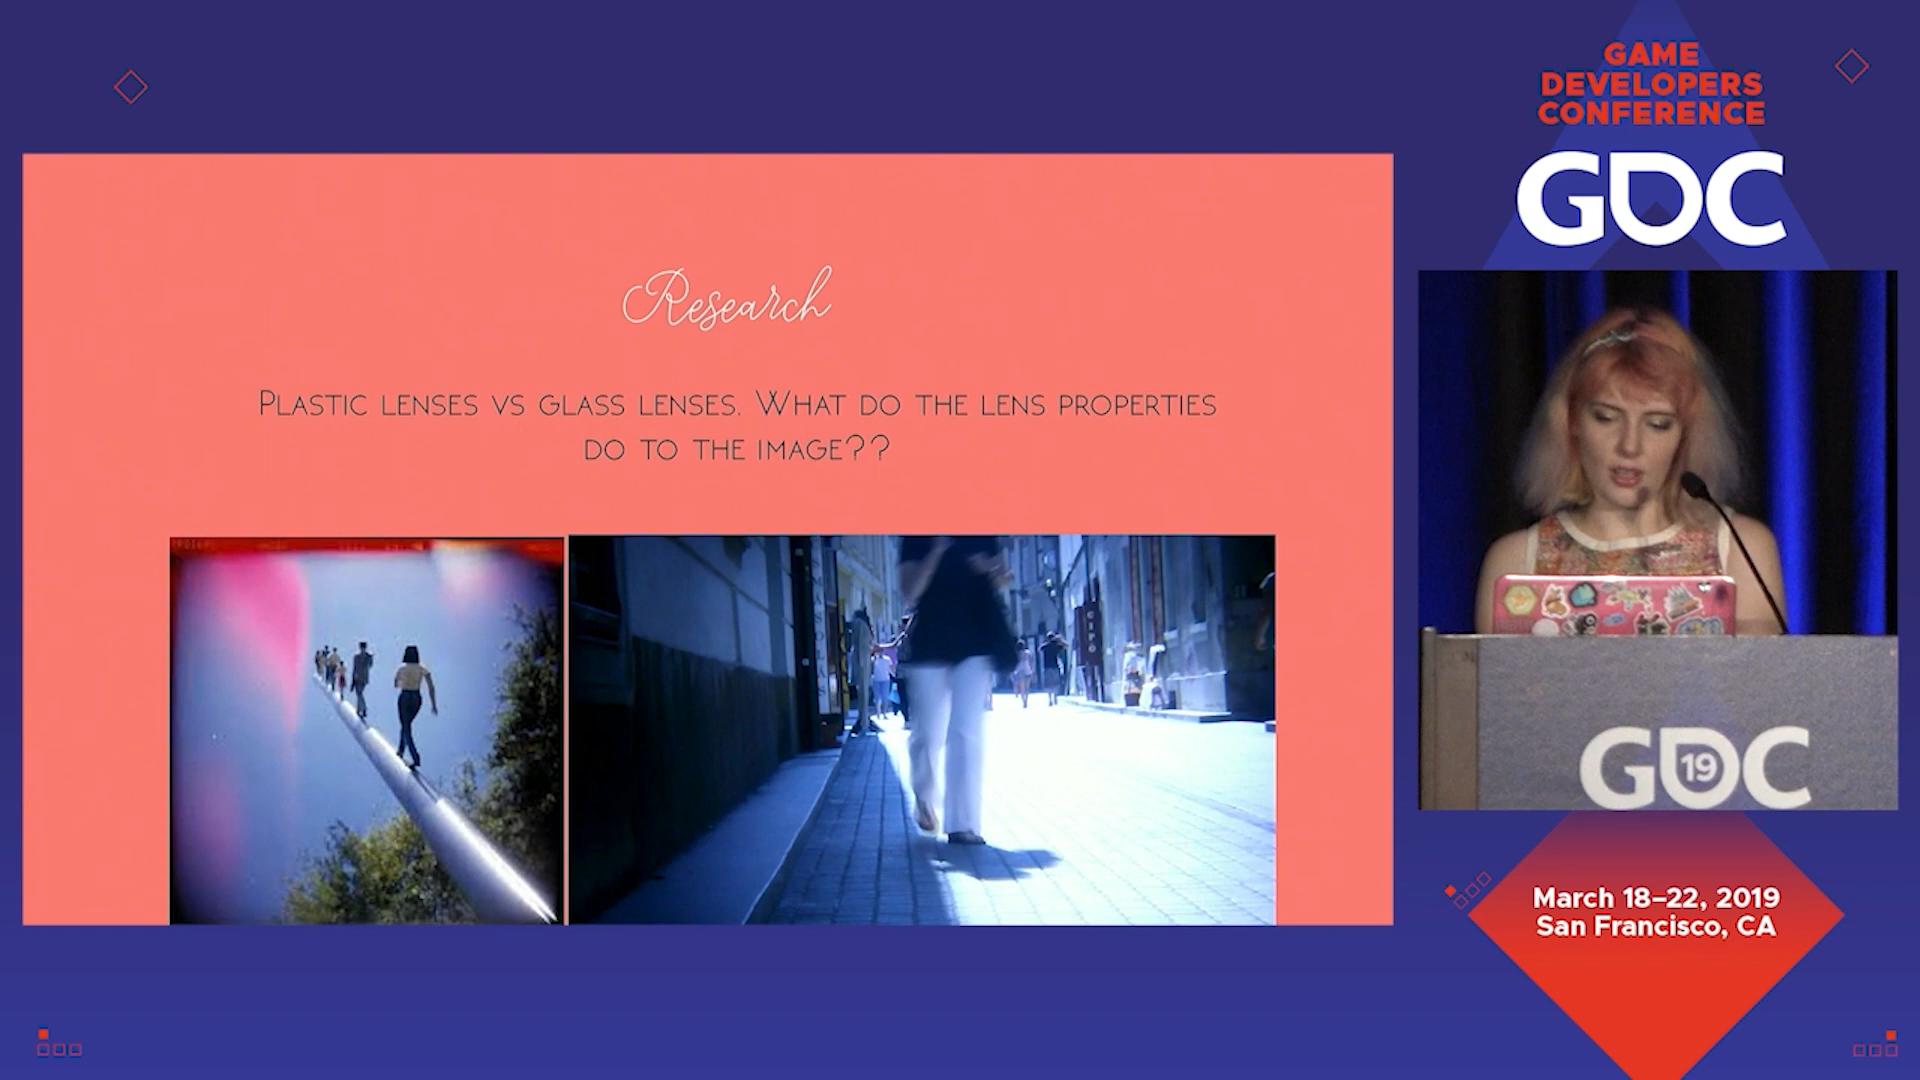 GAME
DEVELOPERS
CONFERENCE
GDC
Research
Plastic lenses vs glass lenses. What do the lens properties
do to the image??
GDC
19
March 18–22, 2019
San Francisco, CA